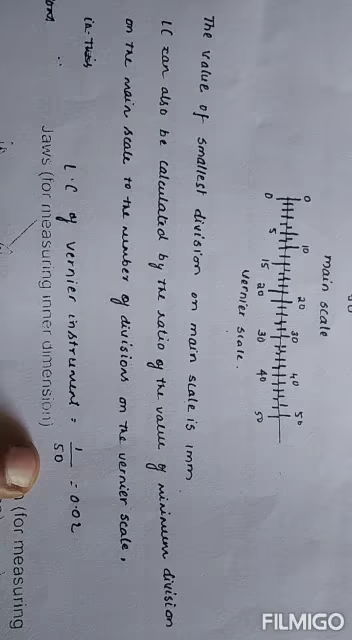 main scale
0 10 20 30 40 50
0 5 15 20 30 40 50
vernier scale.
The value of smallest division on main scale is 1mm.
LC can also be calculated by the ratio of the value of minimum division
on the main scale to the number of divisions on the vernier scale,
L.C of vernier instrument = 1/50 = 0.02
Jaws (for measuring inner dimension)
(for measuring
FILMIGO